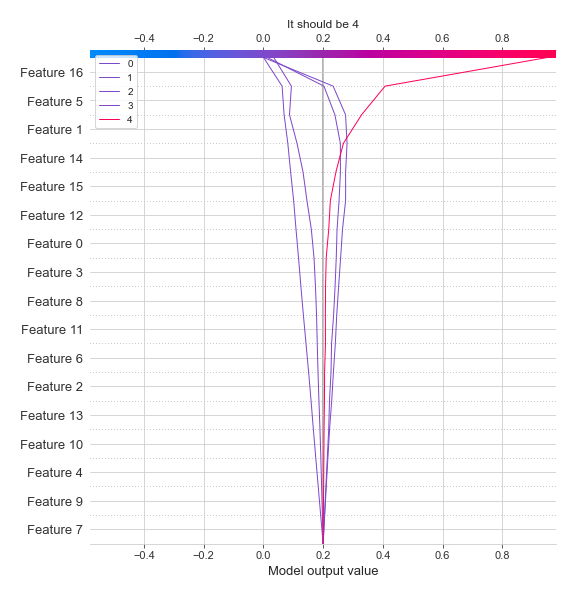 It should be 4
−0.4 −0.2 0.0 0.2 0.4 0.6 0.8
0
1
2
3
4
Feature 16
Feature 5
Feature 1
Feature 14
Feature 15
Feature 12
Feature 0
Feature 3
Feature 8
Feature 11
Feature 6
Feature 2
Feature 13
Feature 10
Feature 4
Feature 9
Feature 7
−0.4 −0.2 0.0 0.2 0.4 0.6 0.8
Model output value